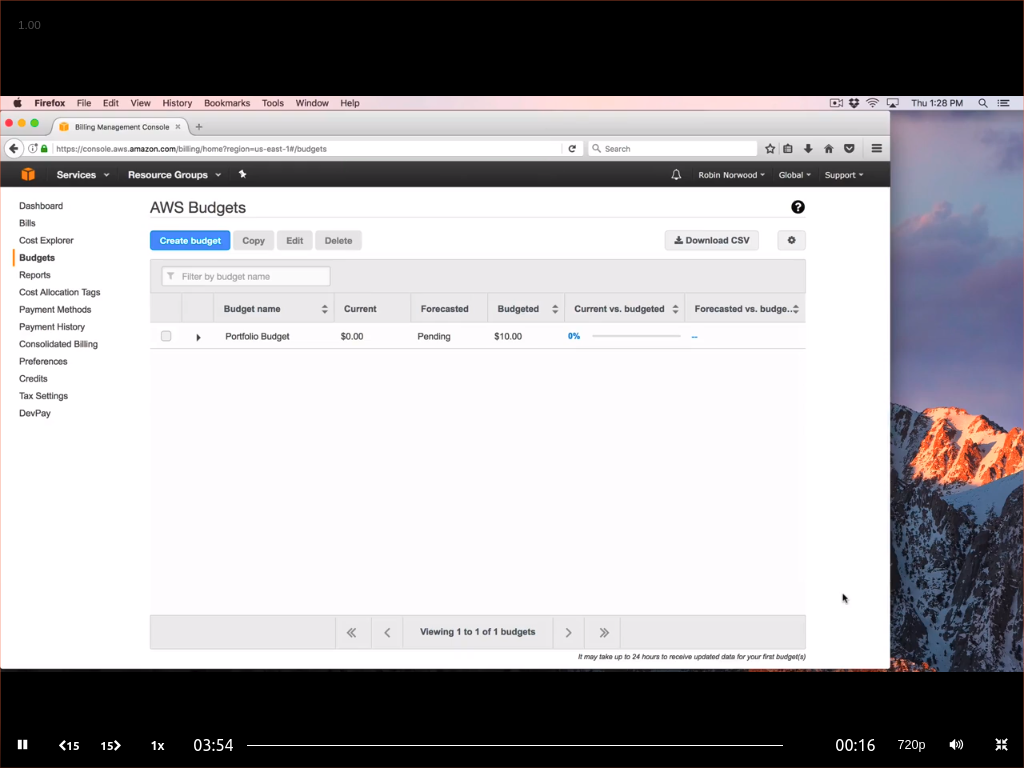 1.00
Firefox File Edit View History Bookmarks Tools Window Help Thu 1:28 PM
Billing Management Console
https://console.aws.amazon.com/billing/home?region=us-east-1#/budgets Search
Services Resource Groups Robin Norwood Global Support
Dashboard
Bills
Cost Explorer
Budgets
Reports
Cost Allocation Tags
Payment Methods
Payment History
Consolidated Billing
Preferences
Credits
Tax Settings
DevPay
AWS Budgets
Create budget Copy Edit Delete Download CSV
Filter by budget name
Budget name Current Forecasted Budgeted Current vs. budgeted Forecasted vs. budge...
Portfolio Budget $0.00 Pending $10.00 0% --
Viewing 1 to 1 of 1 budgets
It may take up to 24 hours to receive updated data for your first budget(s)
15 15 1x 03:54 00:16 720p